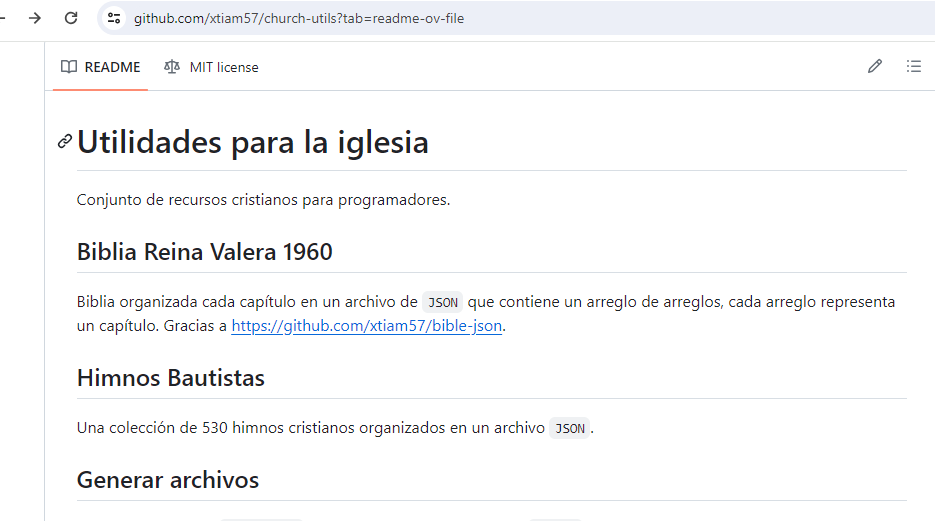 github.com/xtiam57/church-utils?tab=readme-ov-file
README MIT license
Utilidades para la iglesia
Conjunto de recursos cristianos para programadores.
Biblia Reina Valera 1960
Biblia organizada cada capítulo en un archivo de JSON que contiene un arreglo de arreglos, cada arreglo representa
un capítulo. Gracias a https://github.com/xtiam57/bible-json.
Himnos Bautistas
Una colección de 530 himnos cristianos organizados en un archivo JSON.
Generar archivos